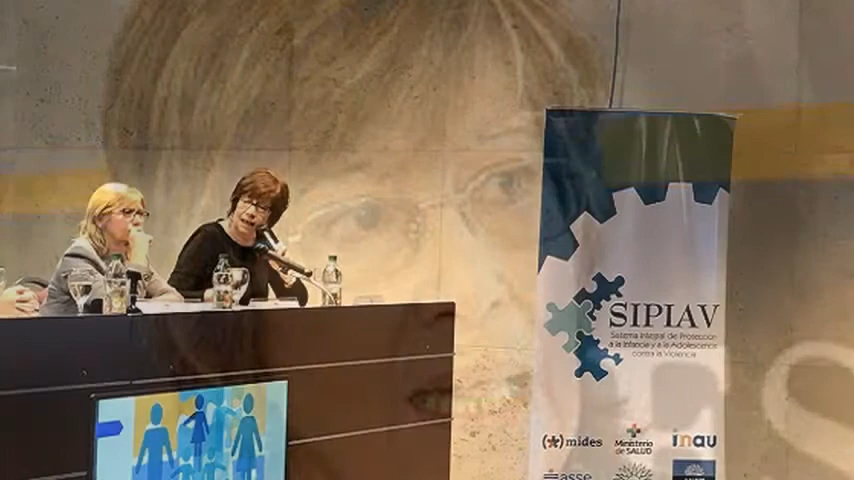 SIPIAV
Sistema Integral de Protección
a la Infancia y a la Adolescencia
contra la Violencia
mides
Ministerio
de SALUD
inau
asse